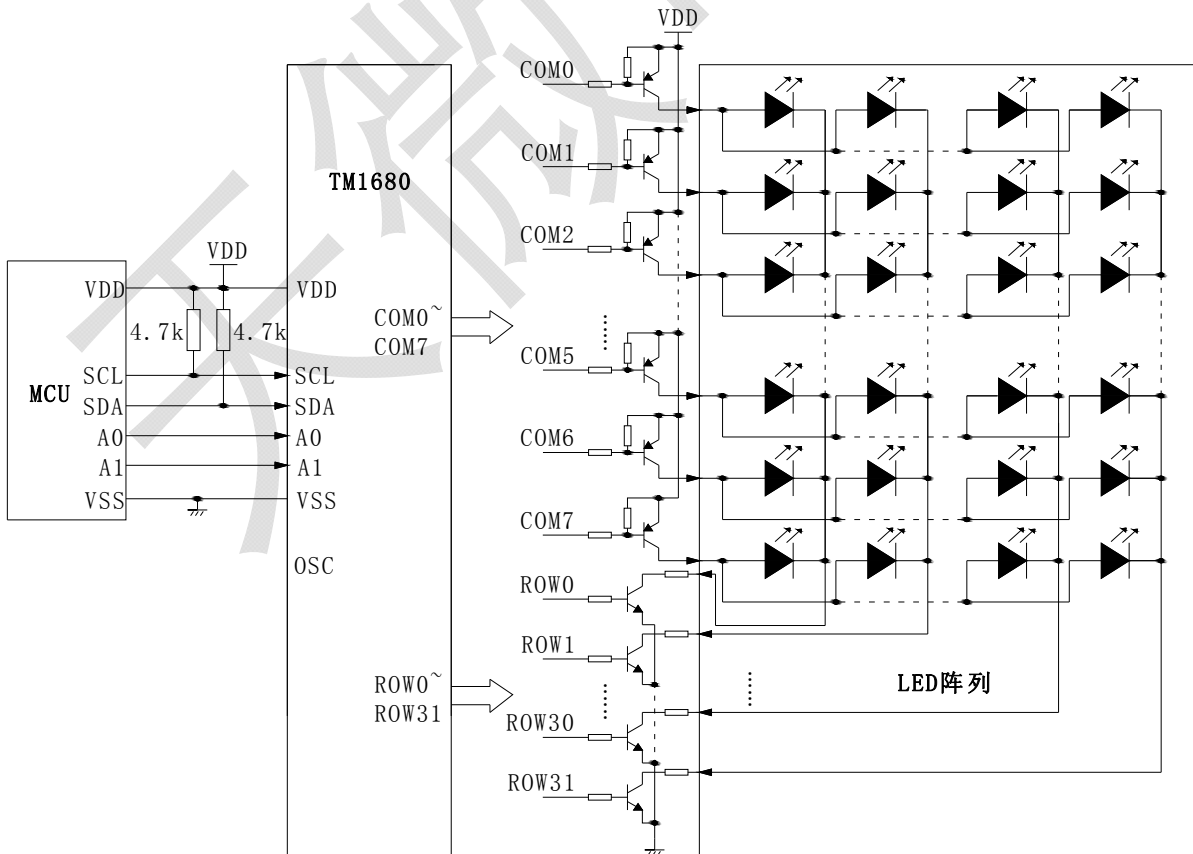 VDD
COM0
COM1
TM1680
COM2
VDD
VDD
VDD
4.7k
4.7k
COM0~
COM7
COM5
SCL
SCL
MCU
SDA
SDA
A0
A0
COM6
A1
A1
VSS
VSS
COM7
OSC
ROW0
ROW1
ROW0~
ROW31
LED阵列
ROW30
ROW31
天微